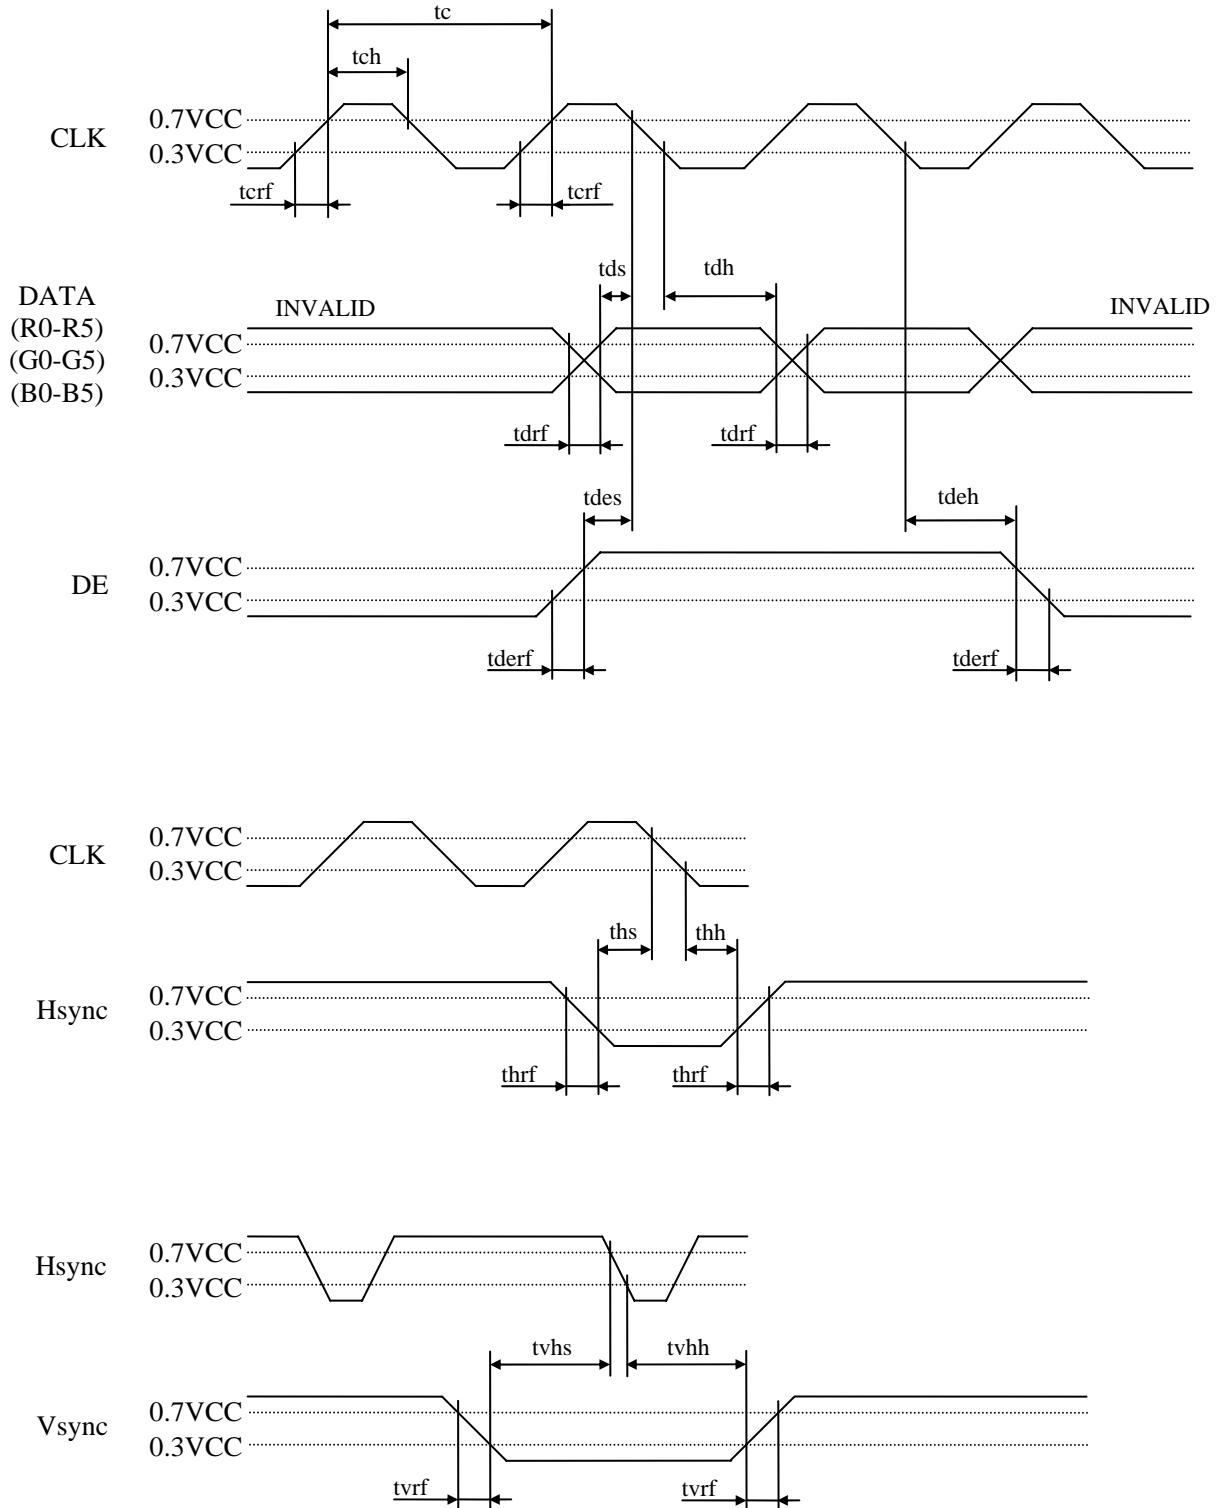 tc
tch
CLK
0.7VCC
0.3VCC
tcrf
tcrf
DATA
(R0-R5)
(G0-G5)
(B0-B5)
INVALID
tds
tdh
INVALID
0.7VCC
0.3VCC
tdrf
tdrf
tdes
tdeh
DE
0.7VCC
0.3VCC
tderf
tderf
CLK
0.7VCC
0.3VCC
ths
thh
Hsync
0.7VCC
0.3VCC
thrf
thrf
Hsync
0.7VCC
0.3VCC
tvhs
tvhh
Vsync
0.7VCC
0.3VCC
tvrf
tvrf